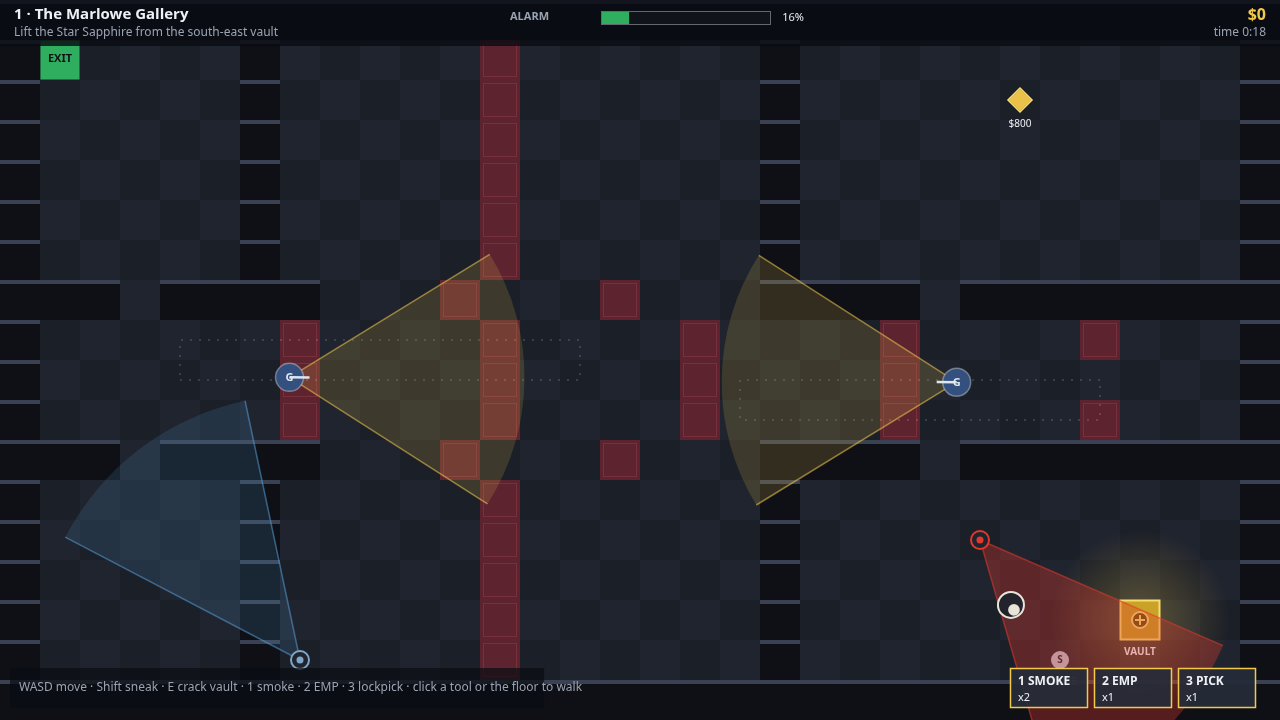 1 · The Marlowe Gallery
Lift the Star Sapphire from the south-east vault
ALARM
16%
$0
time 0:18
EXIT
$800
G
G
VAULT
S
WASD move · Shift sneak · E crack vault · 1 smoke · 2 EMP · 3 lockpick · click a tool or the floor to walk
1 SMOKE
x2
2 EMP
x1
3 PICK
x1